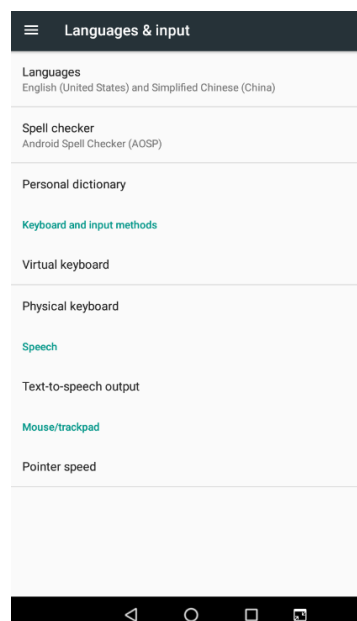 Languages & input
Languages
English (United States) and Simplified Chinese (China)
Spell checker
Android Spell Checker (AOSP)
Personal dictionary
Keyboard and input methods
Virtual keyboard
Physical keyboard
Speech
Text-to-speech output
Mouse/trackpad
Pointer speed